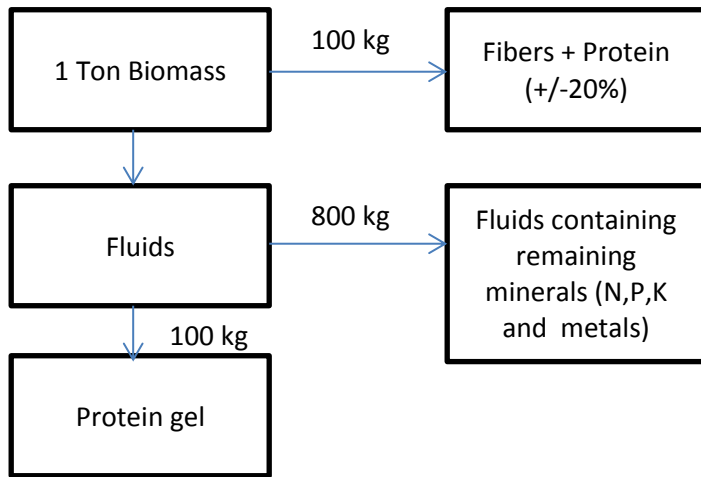 1 Ton Biomass
100 kg
Fibers + Protein
(+/-20%)
Fluids
800 kg
Fluids containing
remaining
minerals (N,P,K
and metals)
100 kg
Protein gel